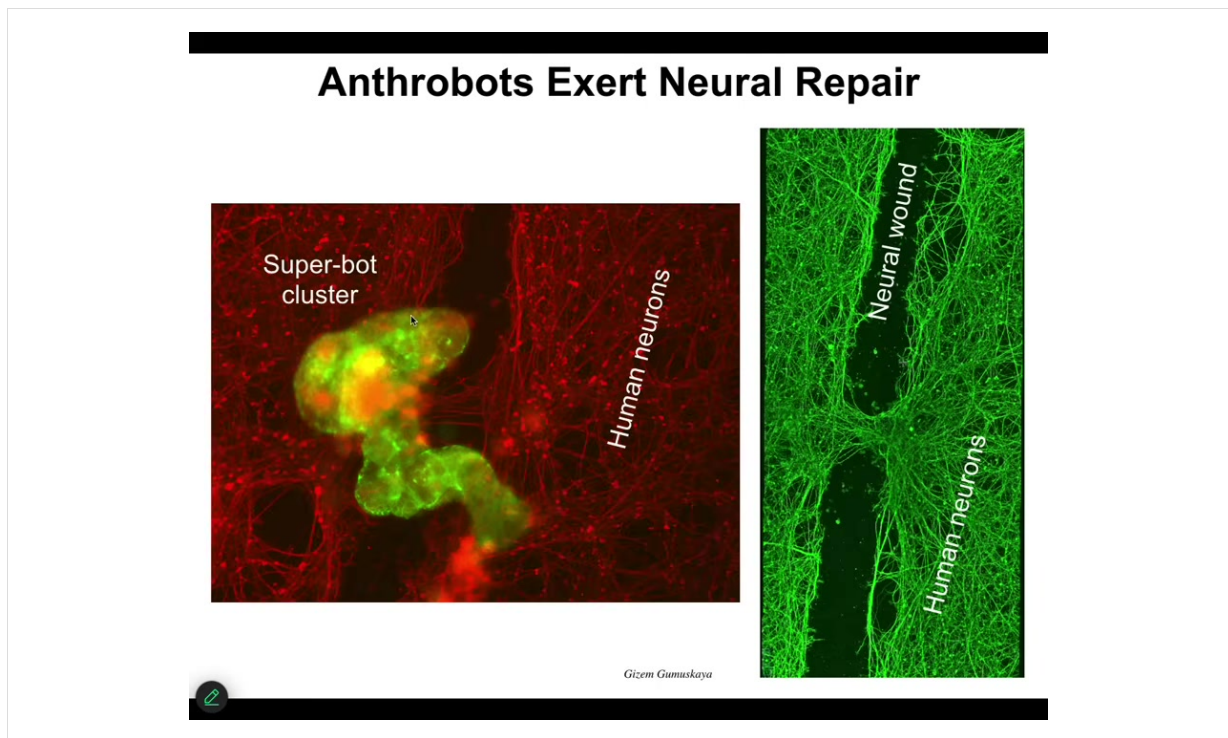 Anthrobots Exert Neural Repair
Super-bot
cluster
Human neurons
Neural wound
Human neurons
Gizem Gumuskaya